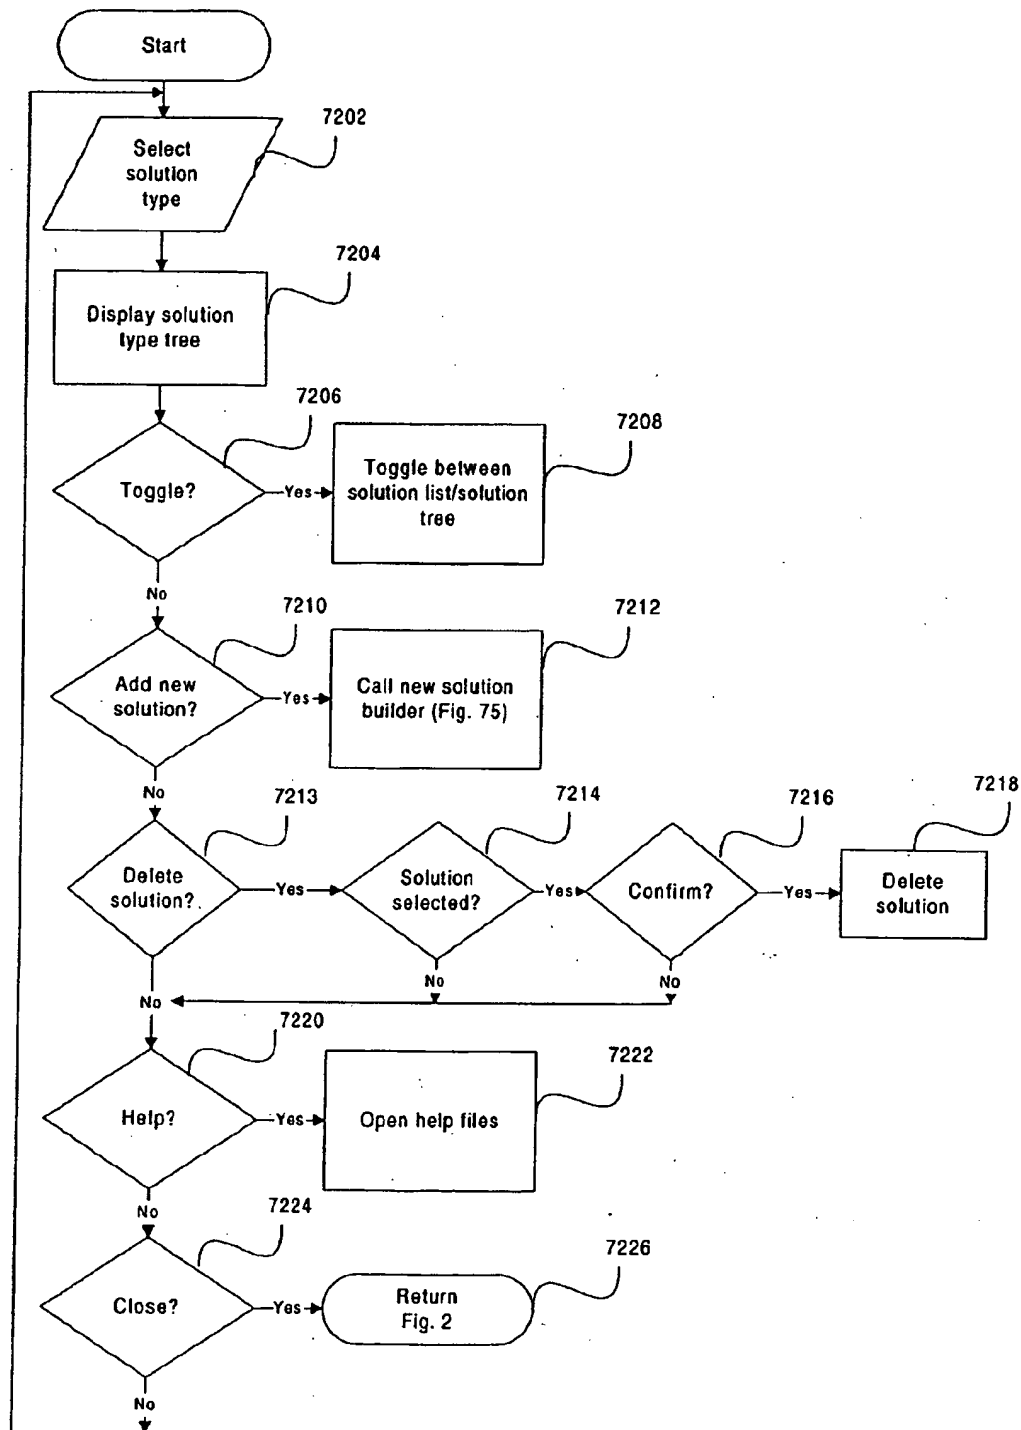 Start
7202
Select
solution
type
7204
Display solution
type tree
7206
7208
Toggle?
Yes
Toggle between
solution list/solution
tree
No
7210
7212
Add new
solution?
Yes
Call new solution
builder (Fig. 75)
No
7213
7214
7216
7218
Delete
solution?
Yes
Solution
selected?
Yes
Confirm?
Yes
Delete
solution
No
No
No
7220
7222
Help?
Yes
Open help files
No
7224
7226
Close?
Yes
Return
Fig. 2
No